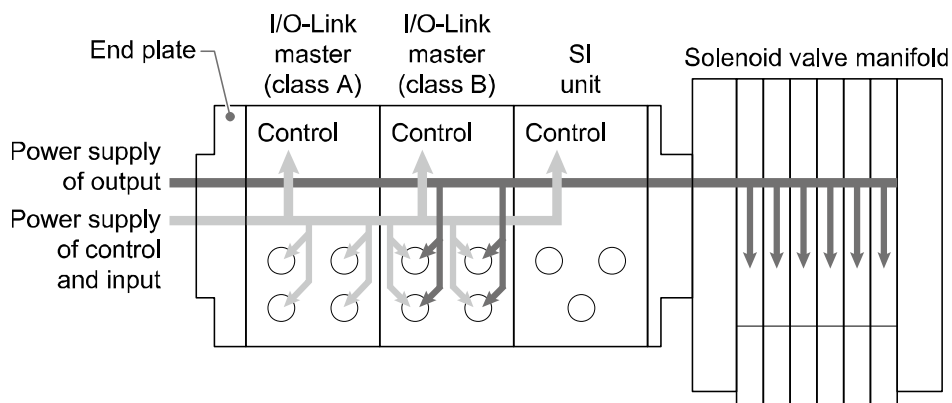 End plate
I/O-Link
master
(class A)
I/O-Link
master
(class B)
SI
unit
Solenoid valve manifold
Control
Control
Control
Power supply
of output
Power supply
of control
and input